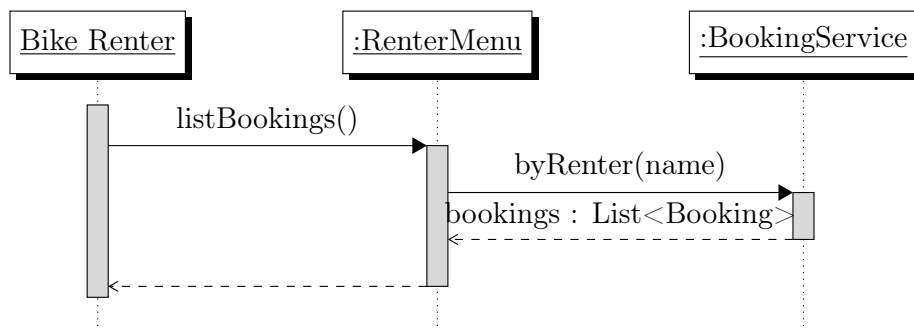 Bike Renter
:RenterMenu
:BookingService
listBookings()
byRenter(name)
bookings : List<Booking>